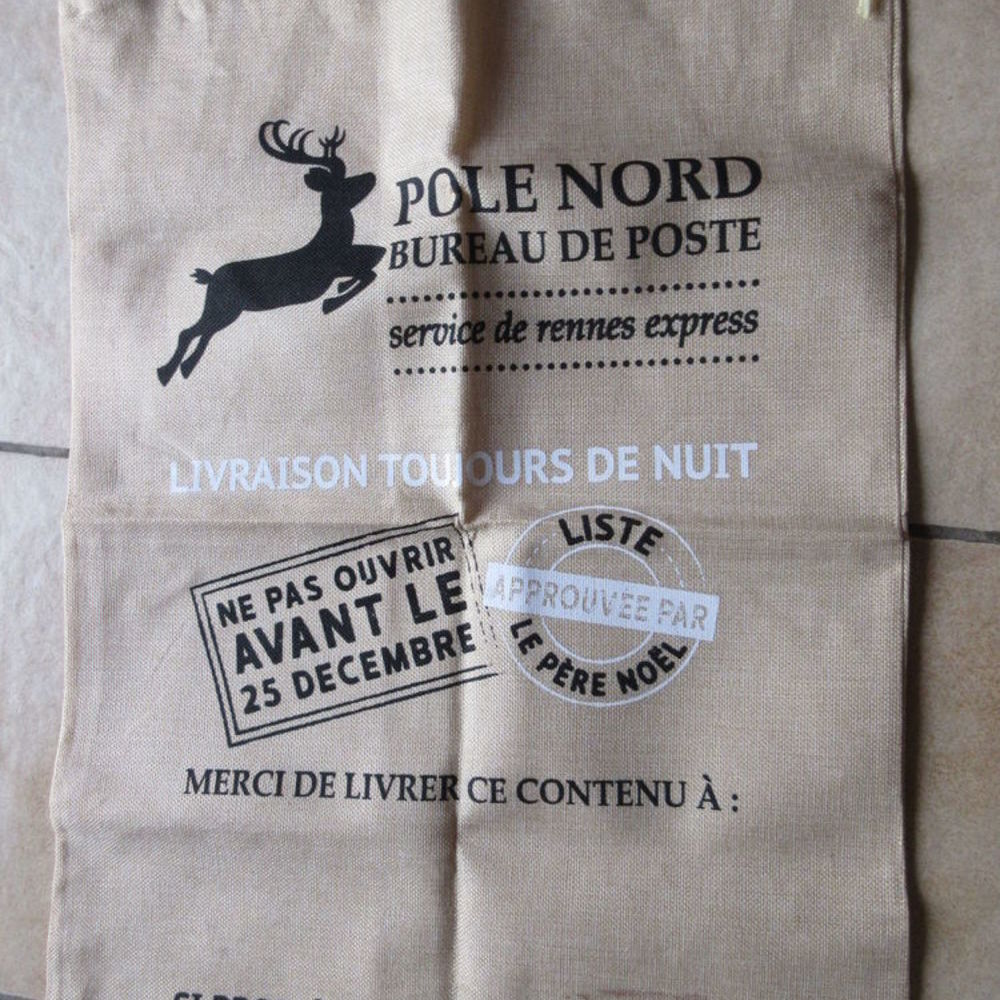 POLE NORD
BUREAU DE POSTE
service de rennes express
LIVRAISON TOUJOURS DE NUIT
NE PAS OUVRIR
AVANT LE
25 DECEMBRE
LISTE
APPROUVÉE PAR
LE PÈRE NOËL
MERCI DE LIVRER CE CONTENU À :